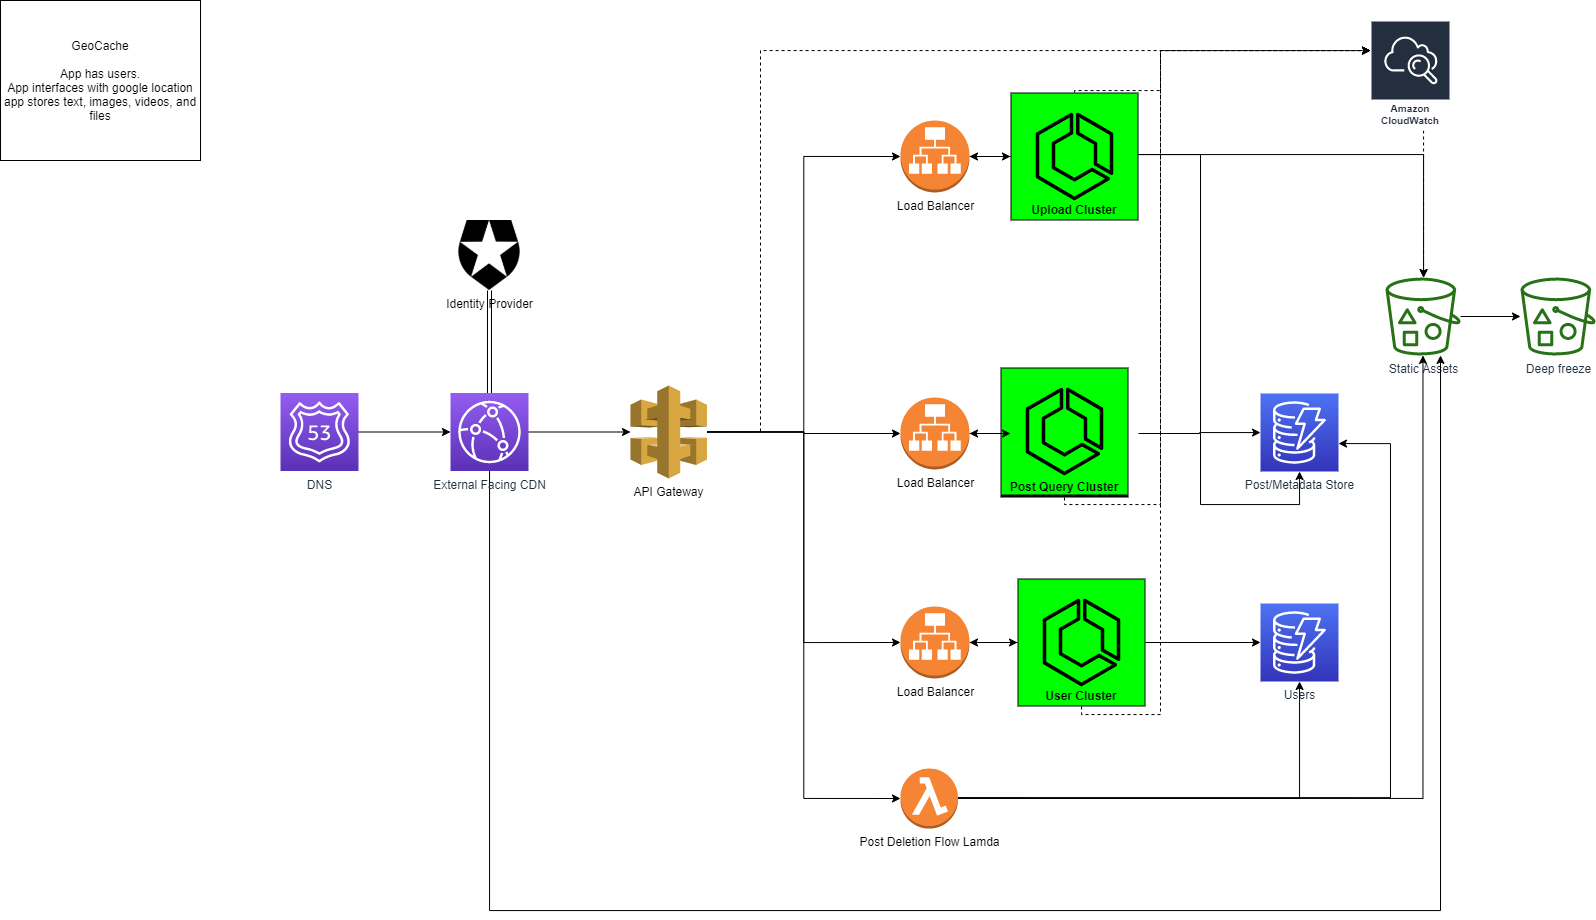 GeoCache
App has users.
App interfaces with google location
app stores text, images, videos, and
files
Amazon
CloudWatch
Load Balancer
Upload Cluster
Identity Provider
Static Assets
Deep freeze
53
DNS
External Facing CDN
API Gateway
Load Balancer
Post Query Cluster
Post/Metadata Store
Load Balancer
User Cluster
Users
λ
Post Deletion Flow Lamda